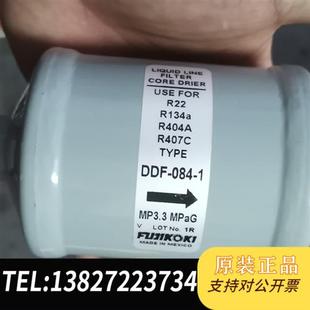 LIQUID LINE
FILTER
CORE DRIER
USE FOR
R22
R134a
R404A
R407C
TYPE
DDF-084-1
MP3.3 MPaG
V LOT No. 1R
FUJIKOKI
MADE IN MEXICO
TEL:13827223734
原装正品
支持对公开票